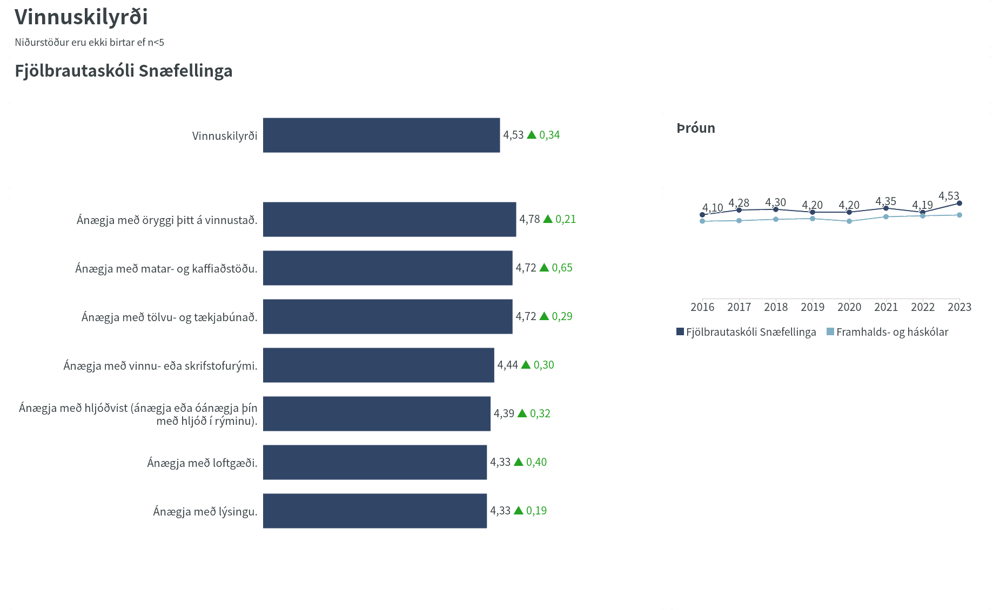 Vinnuskilyrði
Niðurstöður eru ekki birtar ef n<5
Fjölbrautaskóli Snæfellinga
Vinnuskilyrði 4,53 ▲ 0,34
Ánægja með öryggi þitt á vinnustað. 4,78 ▲ 0,21
Ánægja með matar- og kaffiaðstöðu. 4,72 ▲ 0,65
Ánægja með tölvu- og tækjabúnað. 4,72 ▲ 0,29
Ánægja með vinnu- eða skrifstofurými. 4,44 ▲ 0,30
Ánægja með hljóðvist (ánægja eða óánægja þín
með hljóð í rýminu). 4,39 ▲ 0,32
Ánægja með loftgæði. 4,33 ▲ 0,40
Ánægja með lýsingu. 4,33 ▲ 0,19
Þróun
4,10 4,28 4,30 4,20 4,20 4,35 4,19 4,53
2016 2017 2018 2019 2020 2021 2022 2023
Fjölbrautaskóli Snæfellinga Framhalds- og háskólar